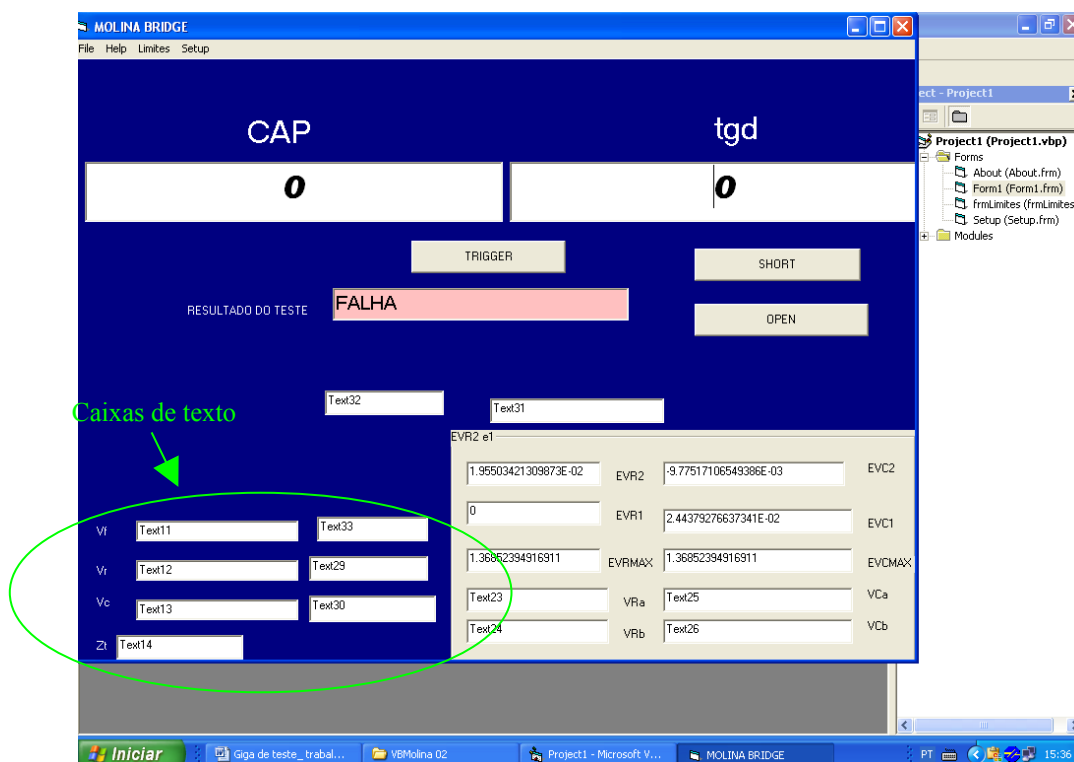 MOLINA BRIDGE
File Help Limites Setup
CAP
tgd
0
0
TRIGGER
SHORT
RESULTADO DO TESTE
FALHA
OPEN
Caixas de texto
Text32
Text31
EVR2 e1
1.95503421309873E-02
EVR2
-9.77517106549386E-03
EVC2
0
EVR1
2.44379276637341E-02
EVC1
1.36852394916911
EVRMAX
1.36852394916911
EVCMAX
Text23
VRa
Text25
VCa
Text24
VRb
Text26
VCb
Vf
Text11
Text33
Vr
Text12
Text29
Vc
Text13
Text30
Zt
Text14
ect - Project1
Project1 (Project1.vbp)
Forms
About (About.frm)
Form1 (Form1.frm)
frmLimites (frmLimites
Setup (Setup.frm)
Modules
Iniciar
Giga de teste_ trabal...
VBMolina 02
Project1 - Microsoft V...
MOLINA BRIDGE
PT
15:36